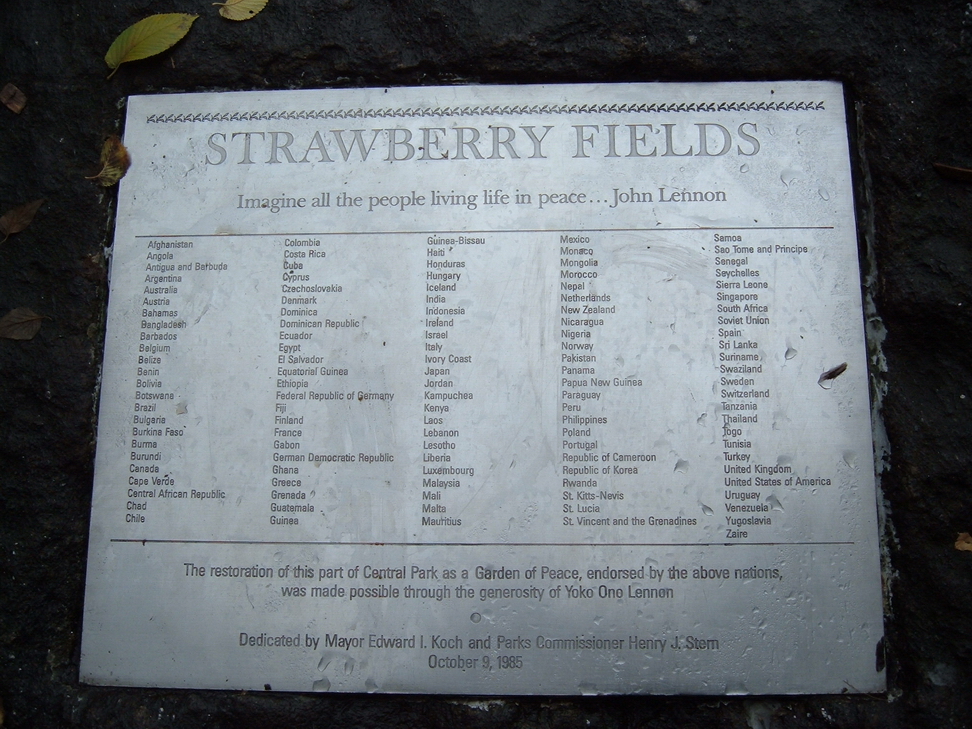 STRAWBERRY FIELDS
Imagine all the people living life in peace...John Lennon
Afghanistan
Angola
Antigua and Barbuda
Argentina
Australia
Austria
Bahamas
Bangladesh
Barbados
Belgium
Belize
Benin
Bolivia
Botswana
Brazil
Bulgaria
Burkina Faso
Burma
Burundi
Canada
Cape Verde
Central African Republic
Chad
Chile
Colombia
Costa Rica
Cuba
Cyprus
Czechoslovakia
Denmark
Dominica
Dominican Republic
Ecuador
Egypt
El Salvador
Equatorial Guinea
Ethiopia
Federal Republic of Germany
Fiji
Finland
France
Gabon
German Democratic Republic
Ghana
Greece
Grenada
Guatemala
Guinea
Guinea-Bissau
Haiti
Honduras
Hungary
Iceland
India
Indonesia
Ireland
Israel
Italy
Ivory Coast
Japan
Jordan
Kampuchea
Kenya
Laos
Lebanon
Lesotho
Liberia
Luxembourg
Malaysia
Mali
Malta
Mauritius
Mexico
Monaco
Mongolia
Morocco
Nepal
Netherlands
New Zealand
Nicaragua
Nigeria
Norway
Pakistan
Panama
Papua New Guinea
Paraguay
Peru
Philippines
Poland
Portugal
Republic of Cameroon
Republic of Korea
Rwanda
St. Kitts-Nevis
St. Lucia
St. Vincent and the Grenadines
Samoa
Sao Tome and Principe
Senegal
Seychelles
Sierra Leone
Singapore
South Africa
Soviet Union
Spain
Sri Lanka
Suriname
Swaziland
Sweden
Switzerland
Tanzania
Thailand
Togo
Tunisia
Turkey
United Kingdom
United States of America
Uruguay
Venezuela
Yugoslavia
Zaire
The restoration of this part of Central Park as a Garden of Peace, endorsed by the above nations,
was made possible through the generosity of Yoko Ono Lennon
Dedicated by Mayor Edward I. Koch and Parks Commissioner Henry J. Stern
October 9, 1985